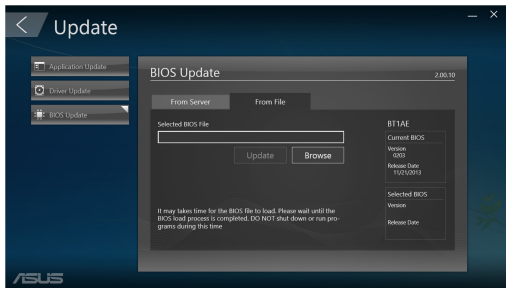 Update
Application Update
Driver Update
BIOS Update
BIOS Update
2.00.10
From Server
From File
Selected BIOS File
Update
Browse
It may takes time for the BIOS file to load. Please wait until the
BIOS load process is completed. DO NOT shut down or run pro-
grams during this time
BT1AE
Current BIOS
Version
0203
Release Date
11/21/2013
Selected BIOS
Version
Release Date
ASUS